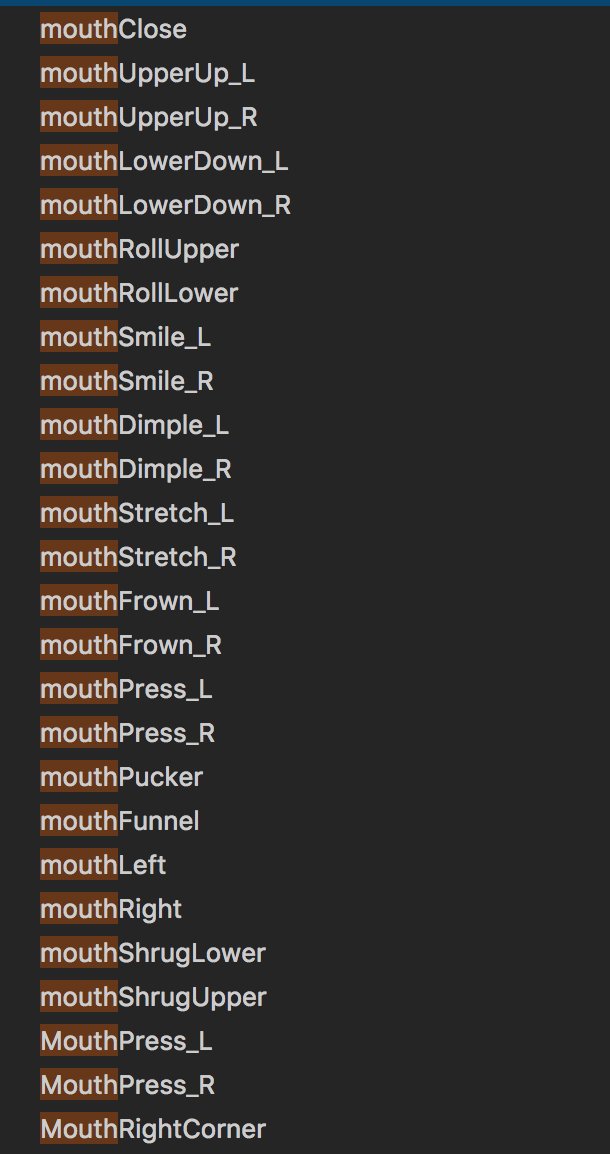 mouthClose
mouthUpperUp_L
mouthUpperUp_R
mouthLowerDown_L
mouthLowerDown_R
mouthRollUpper
mouthRollLower
mouthSmile_L
mouthSmile_R
mouthDimple_L
mouthDimple_R
mouthStretch_L
mouthStretch_R
mouthFrown_L
mouthFrown_R
mouthPress_L
mouthPress_R
mouthPucker
mouthFunnel
mouthLeft
mouthRight
mouthShrugLower
mouthShrugUpper
MouthPress_L
MouthPress_R
MouthRightCorner